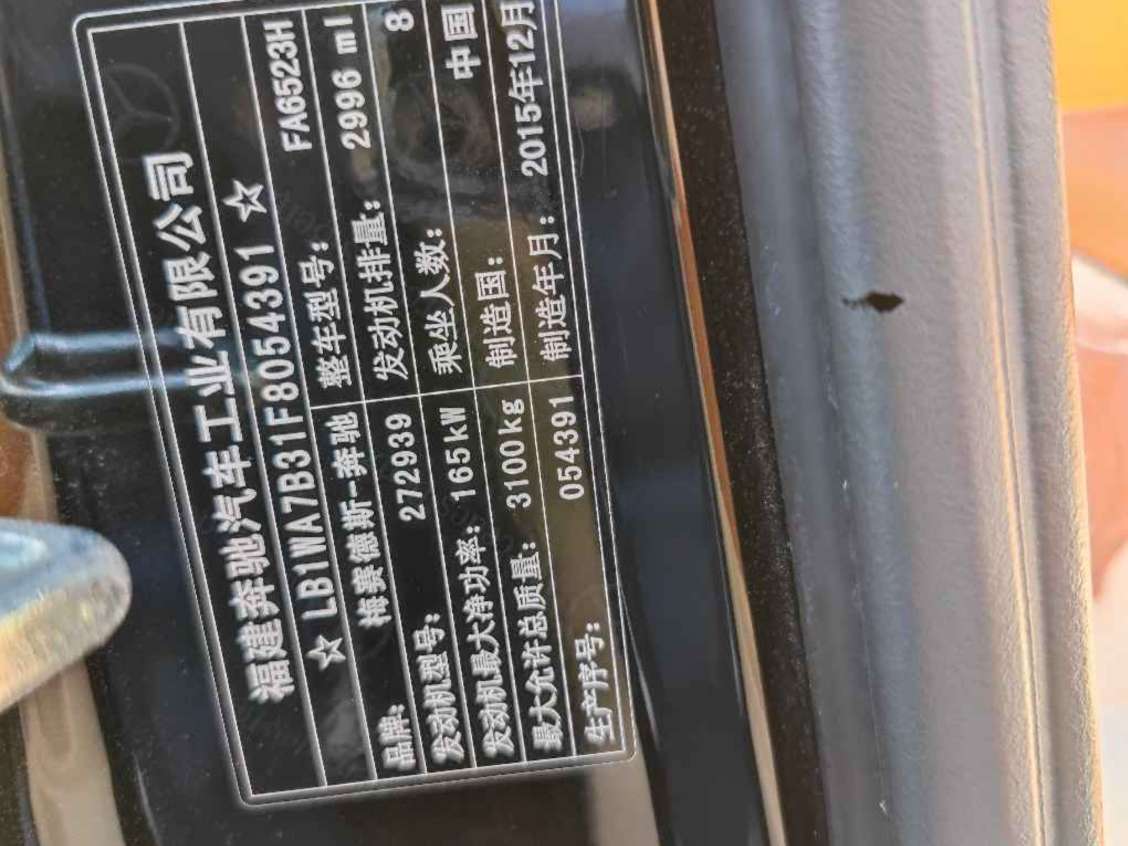 福建奔驰汽车工业有限公司
☆ LB1WA7B31F8054391 ☆
品牌: 梅赛德斯-奔驰 整车型号: FA6523H
发动机型号: 272939 发动机排量: 2996 ml
发动机最大净功率: 165kW 乘坐人数: 8
最大允许总质量: 3100kg 制造国: 中国
生产序号: 054391 制造年月: 2015年12月